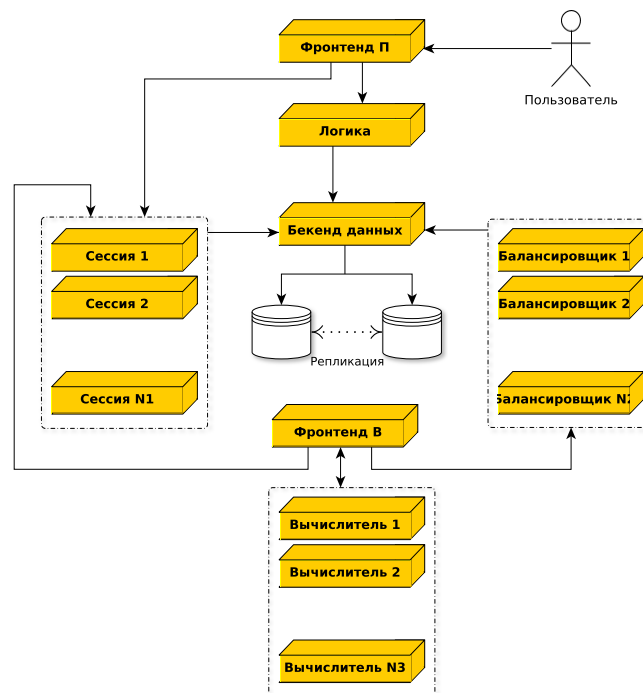 Фронтенд П
Пользователь
Логика
Бекенд данных
Сессия 1
Сессия 2
Сессия N1
Балансировщик 1
Балансировщик 2
Балансировщик N2
Репликация
Фронтенд В
Вычислитель 1
Вычислитель 2
Вычислитель N3